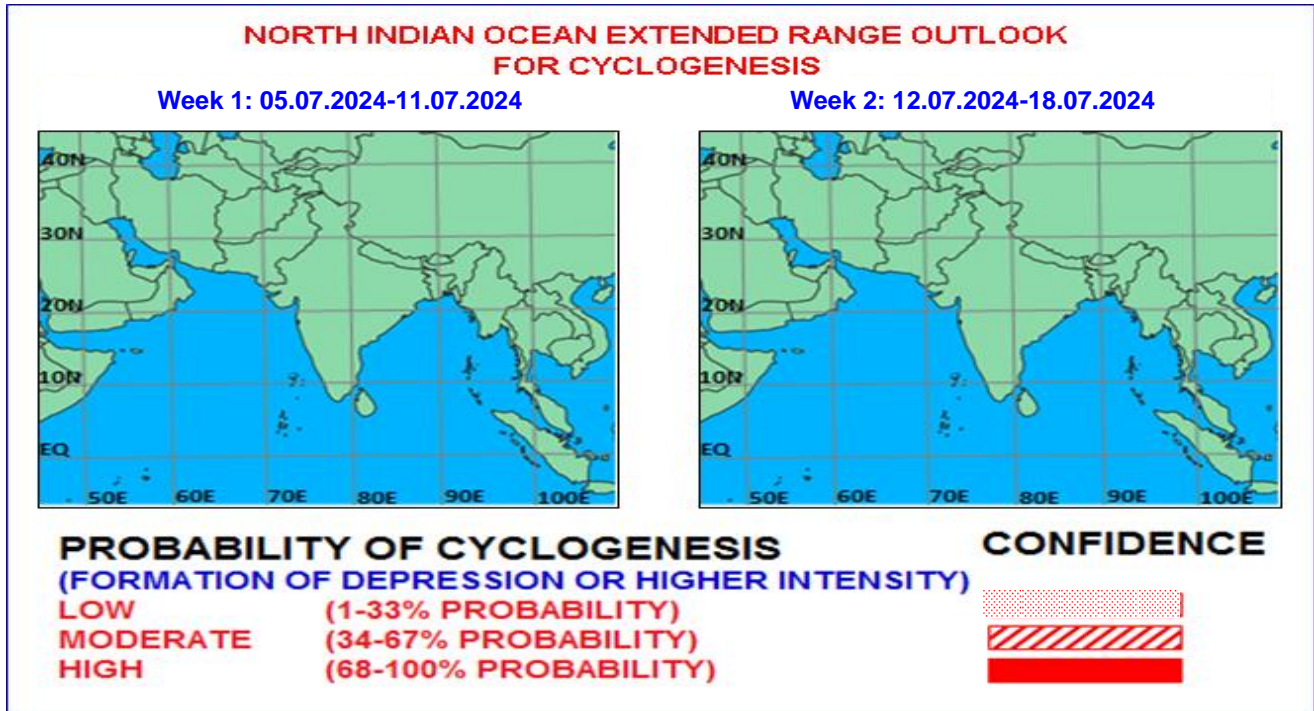 NORTH INDIAN OCEAN EXTENDED RANGE OUTLOOK
FOR CYCLOGENESIS
Week 1: 05.07.2024-11.07.2024
40N
30N
20N
10N
EQ
50E 60E 70E 80E 90E 100E
Week 2: 12.07.2024-18.07.2024
40N
30N
20N
10N
EQ
50E 60E 70E 80E 90E 100E
PROBABILITY OF CYCLOGENESIS
(FORMATION OF DEPRESSION OR HIGHER INTENSITY)
LOW (1-33% PROBABILITY)
MODERATE (34-67% PROBABILITY)
HIGH (68-100% PROBABILITY)
CONFIDENCE